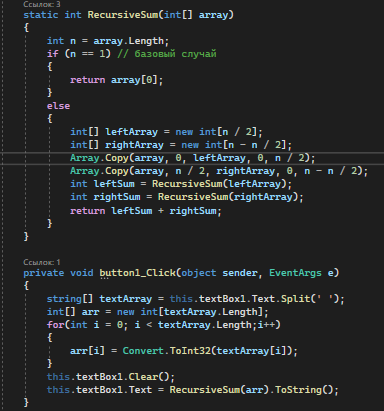 Ссылок: 3
static int RecursiveSum(int[] array)
{
int n = array.Length;
if (n == 1) // базовый случай
{
return array[0];
}
else
{
int[] leftArray = new int[n / 2];
int[] rightArray = new int[n - n / 2];
Array.Copy(array, 0, leftArray, 0, n / 2);
Array.Copy(array, n / 2, rightArray, 0, n - n / 2);
int leftSum = RecursiveSum(leftArray);
int rightSum = RecursiveSum(rightArray);
return leftSum + rightSum;
}
}
Ссылок: 1
private void button1_Click(object sender, EventArgs e)
{
string[] textArray = this.textBox1.Text.Split(' ');
int[] arr = new int[textArray.Length];
for(int i = 0; i < textArray.Length;i++)
{
arr[i] = Convert.ToInt32(textArray[i]);
}
this.textBox1.Clear();
this.textBox1.Text = RecursiveSum(arr).ToString();
}